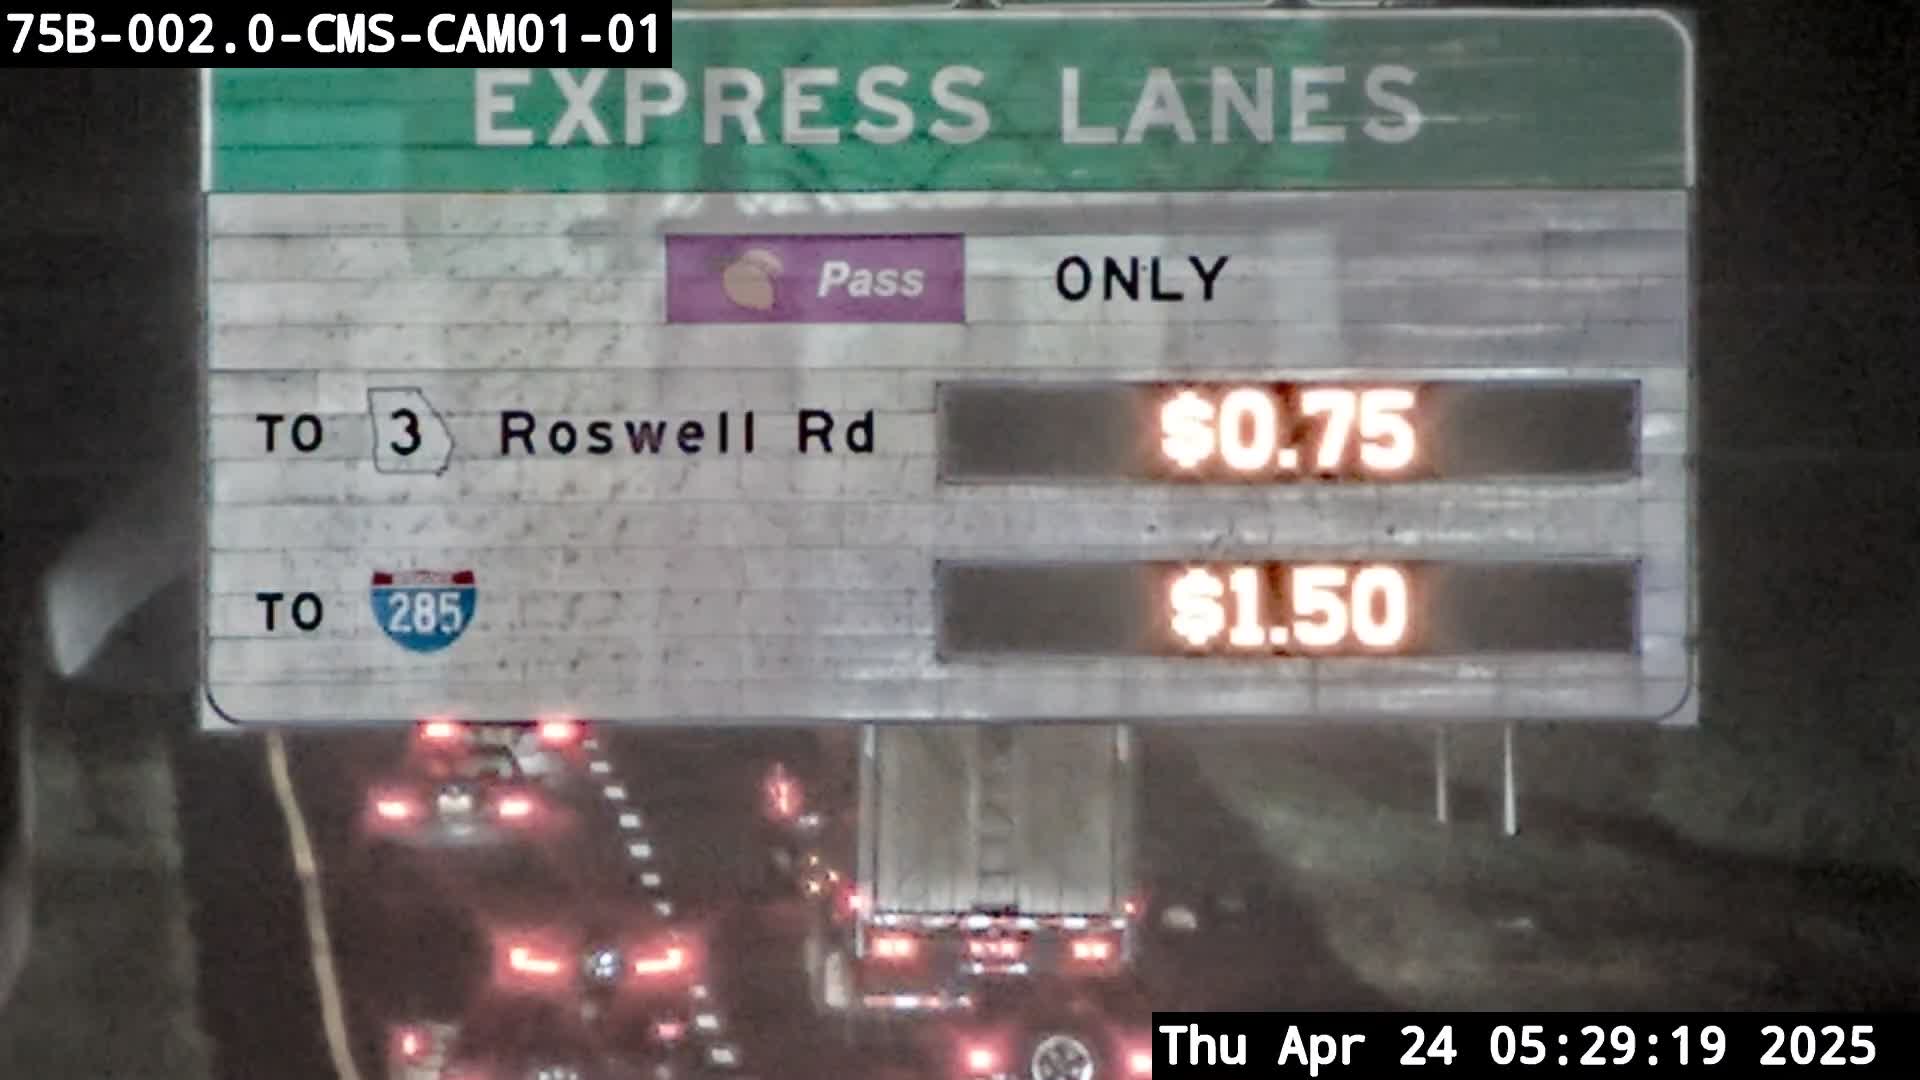 75B-002.0-CMS-CAM01-01
EXPRESS LANES
Pass ONLY
TO 3 Roswell Rd $0.75
TO 285 $1.50
Thu Apr 24 05:29:19 2025